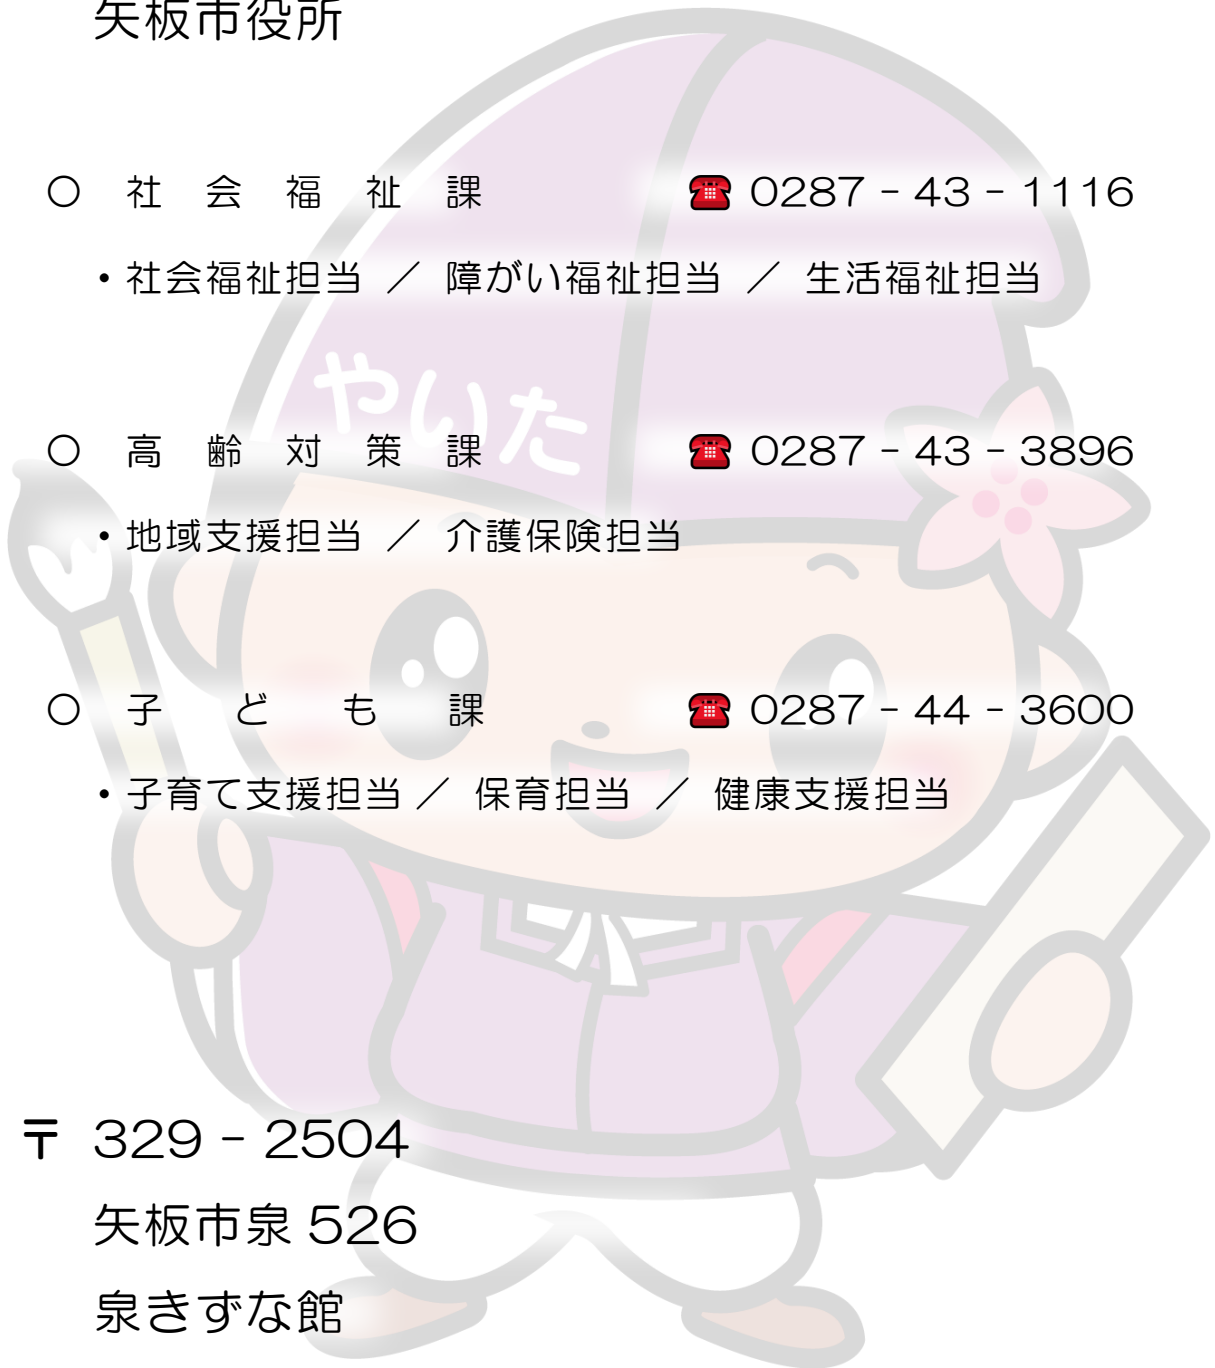 矢板市役所
○ 社 会 福 祉 課 ☎ 0287 - 43 - 1116
・社会福祉担当 ／ 障がい福祉担当 ／ 生活福祉担当
やいた
○ 高 齢 対 策 課 ☎ 0287 - 43 - 3896
・地域支援担当 ／ 介護保険担当
○ 子 ど も 課 ☎ 0287 - 44 - 3600
・子育て支援担当 ／ 保育担当 ／ 健康支援担当
〒 329 - 2504
矢板市泉 526
泉きずな館